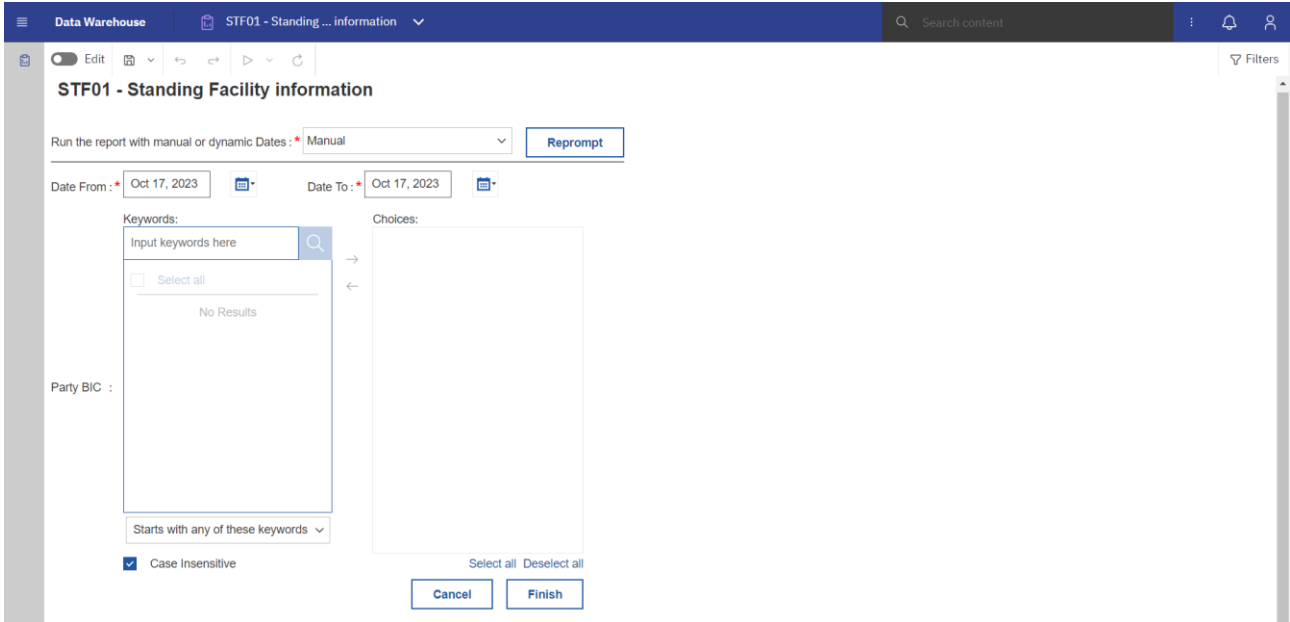 Data Warehouse STF01 - Standing ... information Search content
Edit Filters
STF01 - Standing Facility information
Run the report with manual or dynamic Dates : * Manual Reprompt
Date From : * Oct 17, 2023 Date To : * Oct 17, 2023
Keywords: Choices:
Input keywords here
Select all
No Results
Party BIC :
Starts with any of these keywords
Case Insensitive Select all Deselect all
Cancel Finish